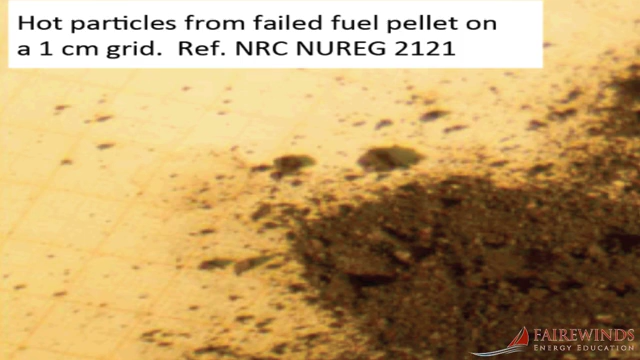 Hot particles from failed fuel pellet on
a 1 cm grid. Ref. NRC NUREG 2121
FAIREWINDS
ENERGY EDUCATION